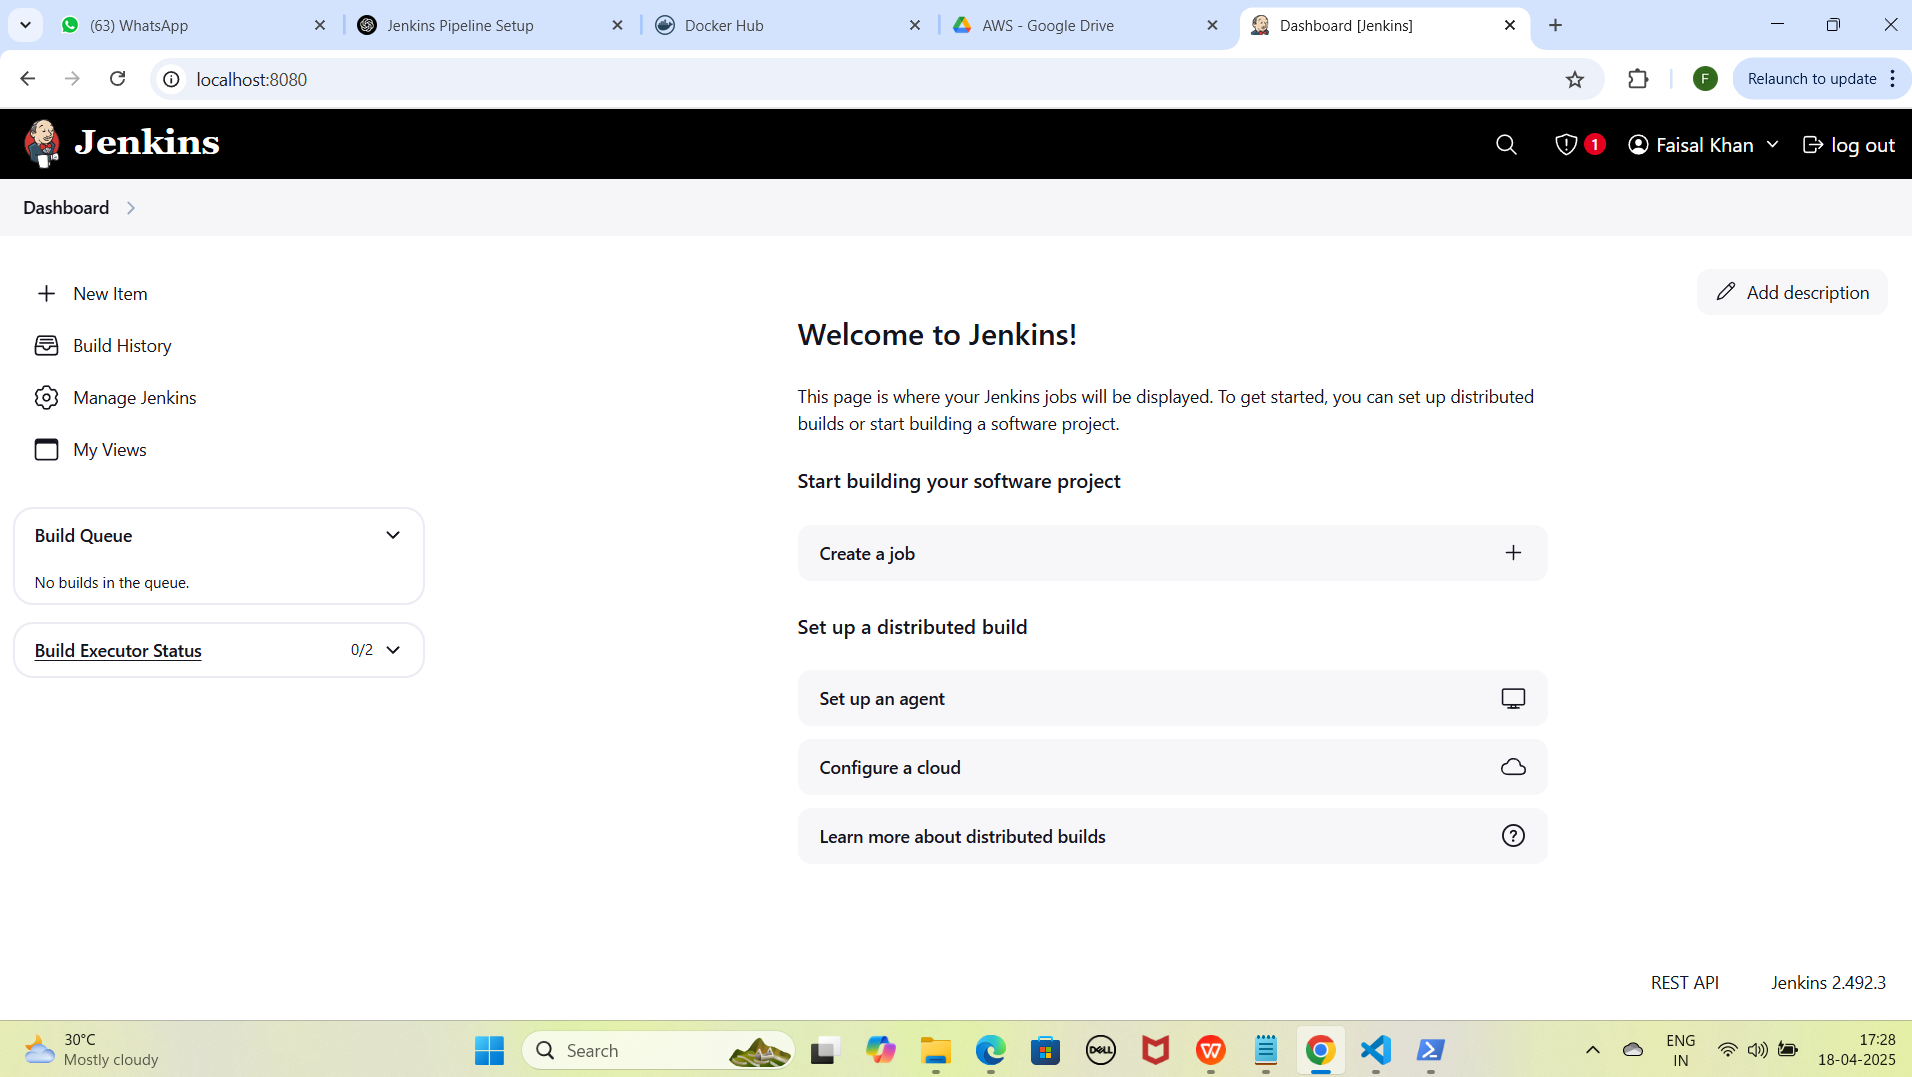 (63) WhatsApp
Jenkins Pipeline Setup
Docker Hub
AWS - Google Drive
Dashboard [Jenkins]
localhost:8080
F
Relaunch to update
Jenkins
1
Faisal Khan
log out
Dashboard
New Item
Add description
Build History
Manage Jenkins
My Views
Welcome to Jenkins!
This page is where your Jenkins jobs will be displayed. To get started, you can set up distributed
builds or start building a software project.
Start building your software project
Create a job
Build Queue
No builds in the queue.
Build Executor Status
0/2
Set up a distributed build
Set up an agent
Configure a cloud
Learn more about distributed builds
REST API
Jenkins 2.492.3
30°C
Mostly cloudy
Search
DELL
ENG
IN
17:28
18-04-2025